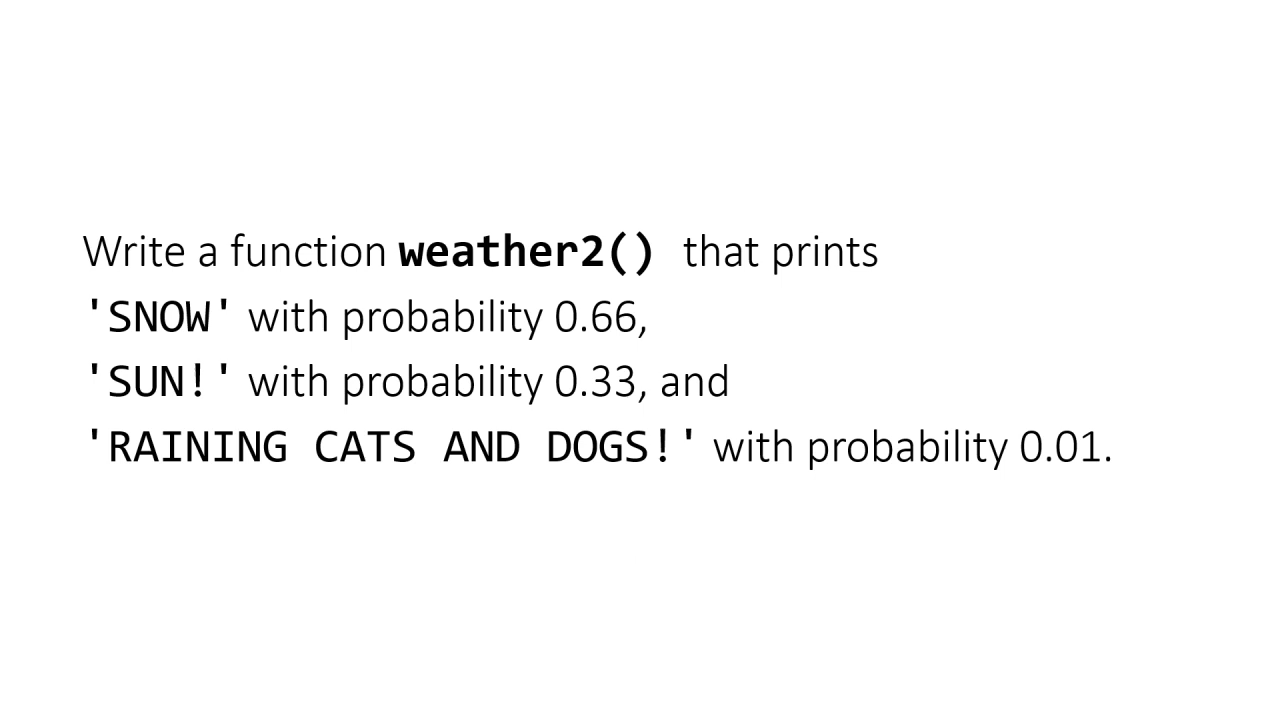 Write a function weather2() that prints
'SNOW' with probability 0.66,
'SUN!' with probability 0.33, and
'RAINING CATS AND DOGS!' with probability 0.01.